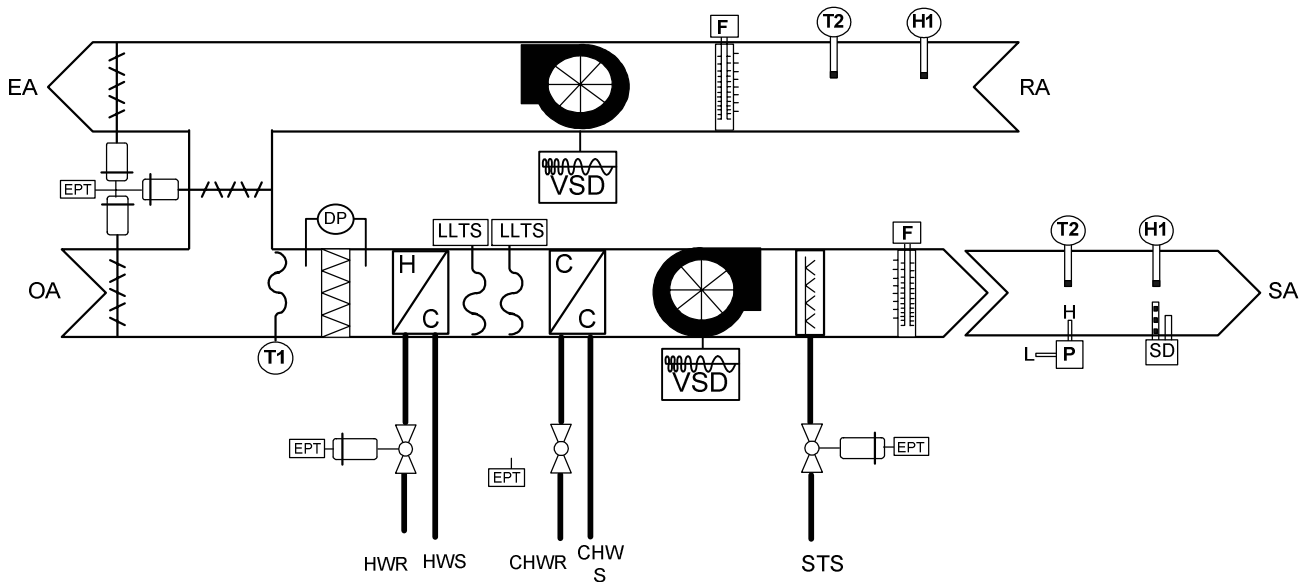 F
T2
H1
EA
RA
EPT
VSD
DP
LLTS
LLTS
F
T2
H1
OA
H
C
C
C
SA
H
T1
L
P
SD
VSD
EPT
EPT
EPT
HWR
HWS
CHWR
CHW
S
STS